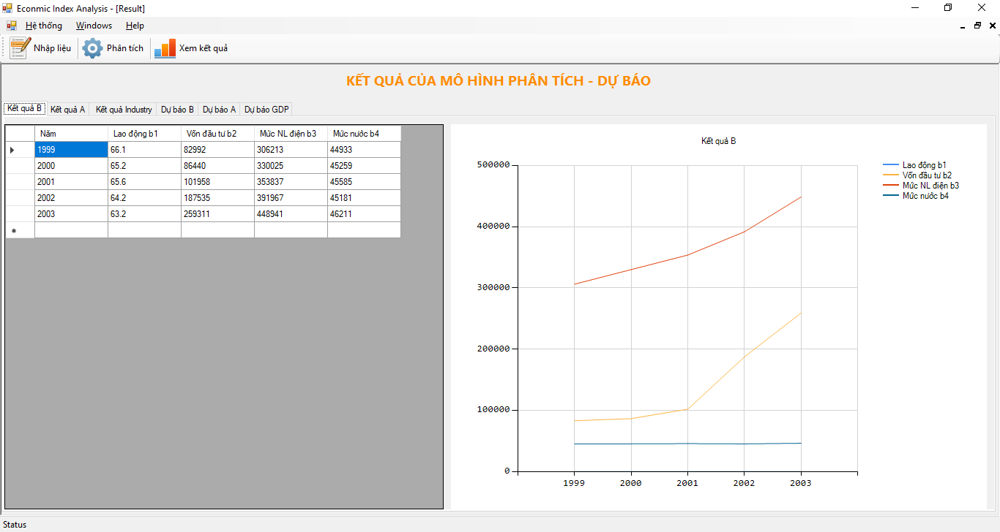 Econmic Index Analysis - [Result]
Hệ thống Windows Help
Nhập liệu Phân tích Xem kết quả
KẾT QUẢ CỦA MÔ HÌNH PHÂN TÍCH - DỰ BÁO
Kết quả B Kết quả A Kết quả Industry Dự báo B Dự báo A Dự báo GDP
Năm Lao động b1 Vốn đầu tư b2 Mức NL điện b3 Mức nước b4
1999 66.1 82992 306213 44933
2000 65.2 86440 330025 45259
2001 65.6 101958 353837 45585
2002 64.2 187535 391967 45181
2003 63.2 259311 448941 46211
Kết quả B
500000
400000
300000
200000
100000
0
1999 2000 2001 2002 2003
Lao động b1
Vốn đầu tư b2
Mức NL điện b3
Mức nước b4
Status